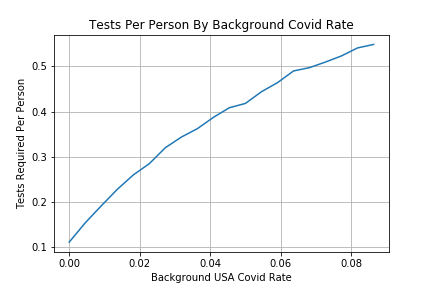 Tests Per Person By Background Covid Rate
Tests Required Per Person
0.5
0.4
0.3
0.2
0.1
0.00 0.02 0.04 0.06 0.08
Background USA Covid Rate